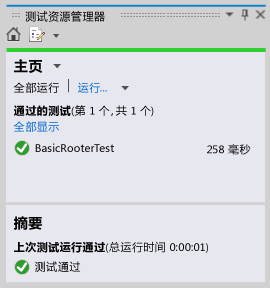 测试资源管理器
主页
全部运行 运行...
通过的测试(第 1 个, 共 1 个)
全部显示
BasicRooterTest 258 毫秒
摘要
上次测试运行通过(总运行时间 0:00:01)
测试通过